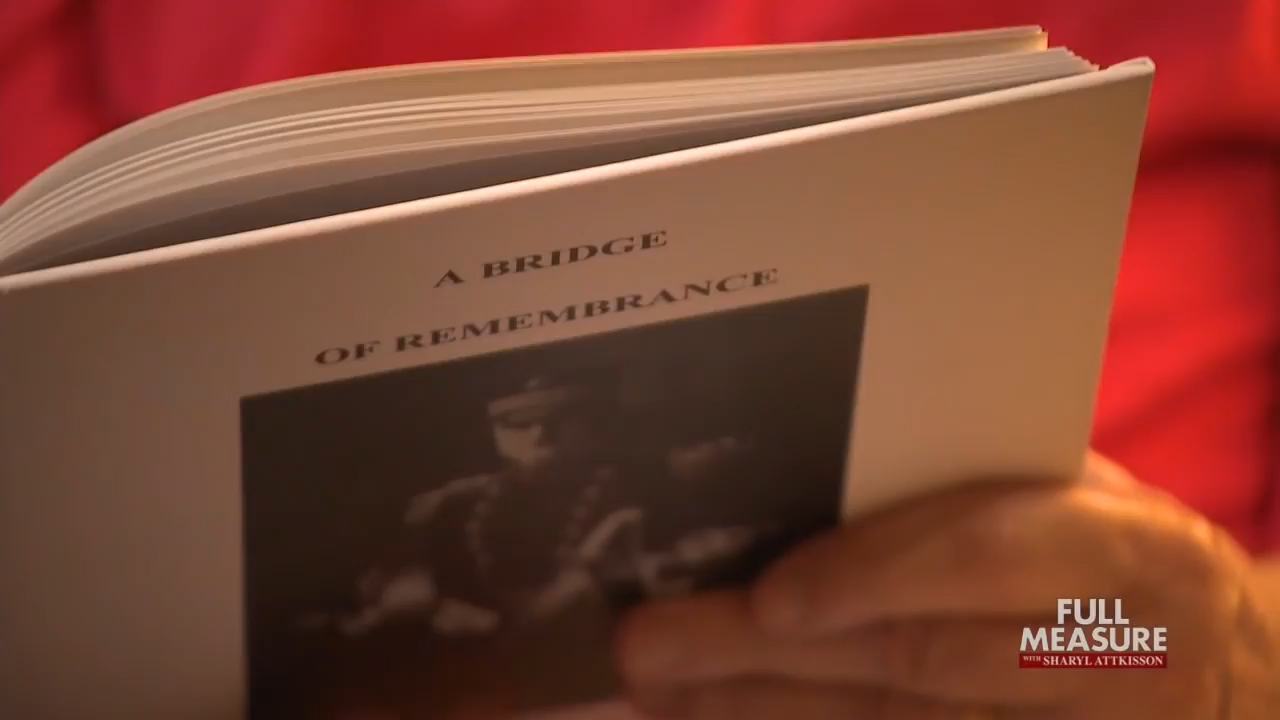 A BRIDGE
OF REMEMBRANCE
FULL
MEASURE
WITH SHARYL ATTKISSON